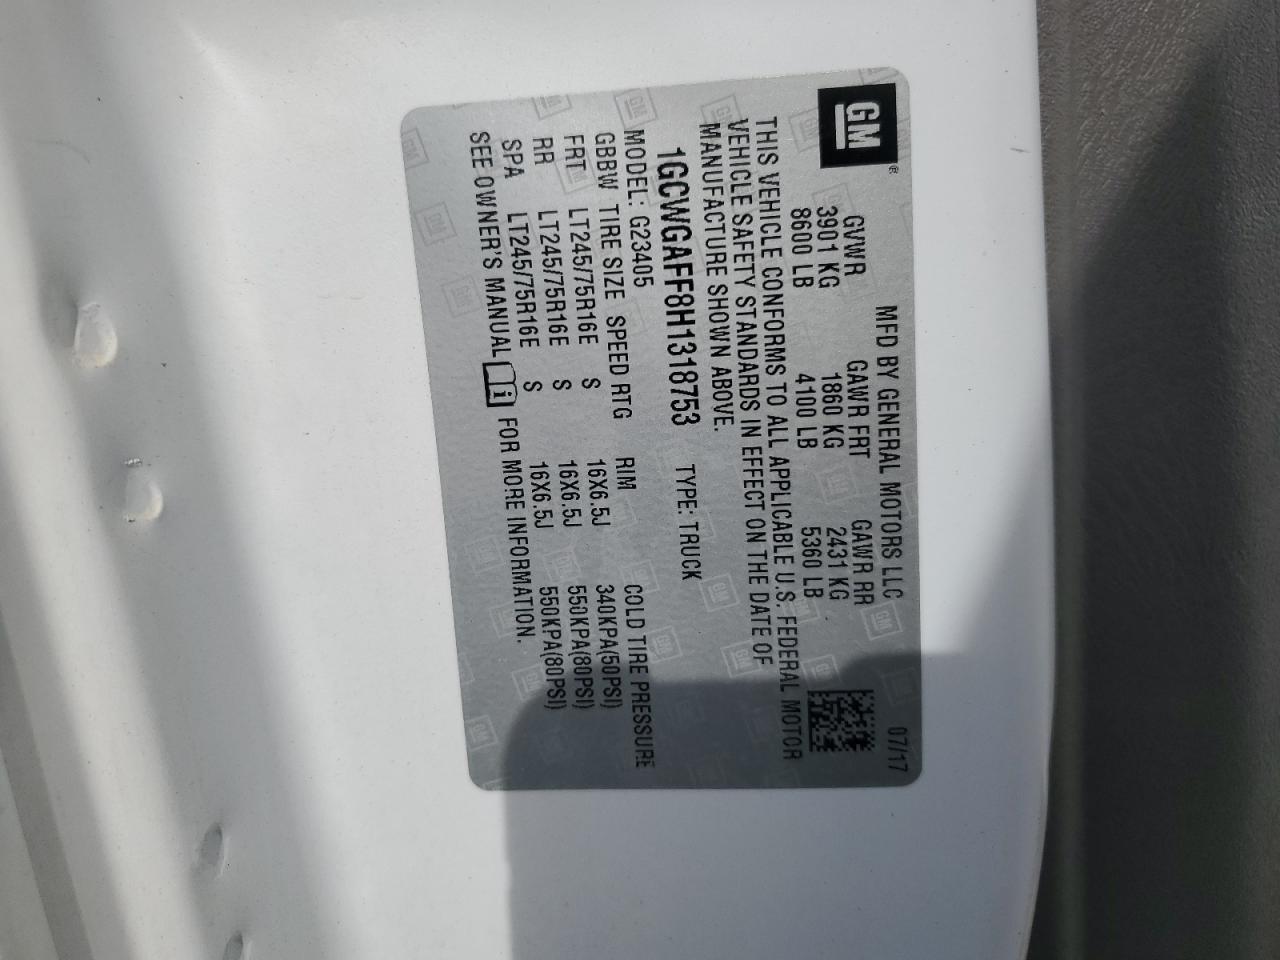 GM®
MFD BY GENERAL MOTORS LLC 07/17
GVWR GAWR FRT GAWR RR
3901 KG 1860 KG 2431 KG
8600 LB 4100 LB 5360 LB
THIS VEHICLE CONFORMS TO ALL APPLICABLE U.S. FEDERAL MOTOR
VEHICLE SAFETY STANDARDS IN EFFECT ON THE DATE OF
MANUFACTURE SHOWN ABOVE.
1GCWGAFF8H1318753 TYPE: TRUCK
MODEL: G23405
GBBW TIRE SIZE SPEED RTG RIM COLD TIRE PRESSURE
FRT LT245/75R16E S 16X6.5J 340KPA(50PSI)
RR LT245/75R16E S 16X6.5J 550KPA(80PSI)
SPA LT245/75R16E S 16X6.5J 550KPA(80PSI)
SEE OWNER'S MANUAL i FOR MORE INFORMATION.